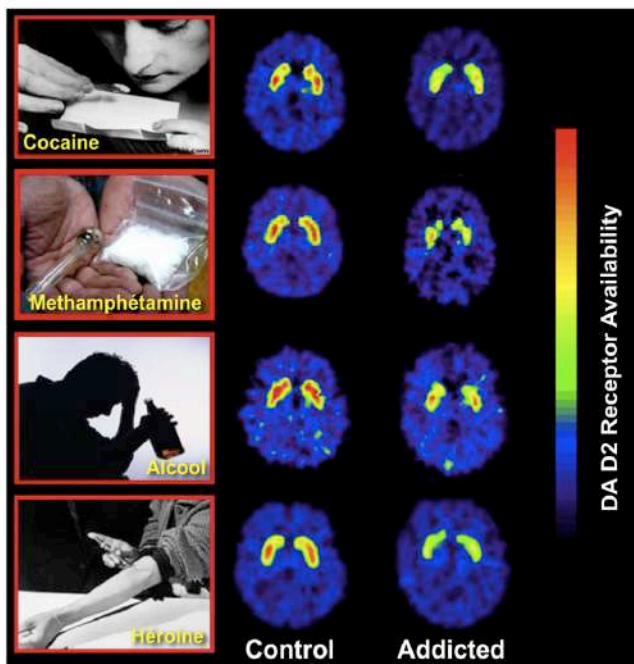 Cocaine
Methamphétamine
Alcool
Héroïne
Control
Addicted
DA D2 Receptor Availability